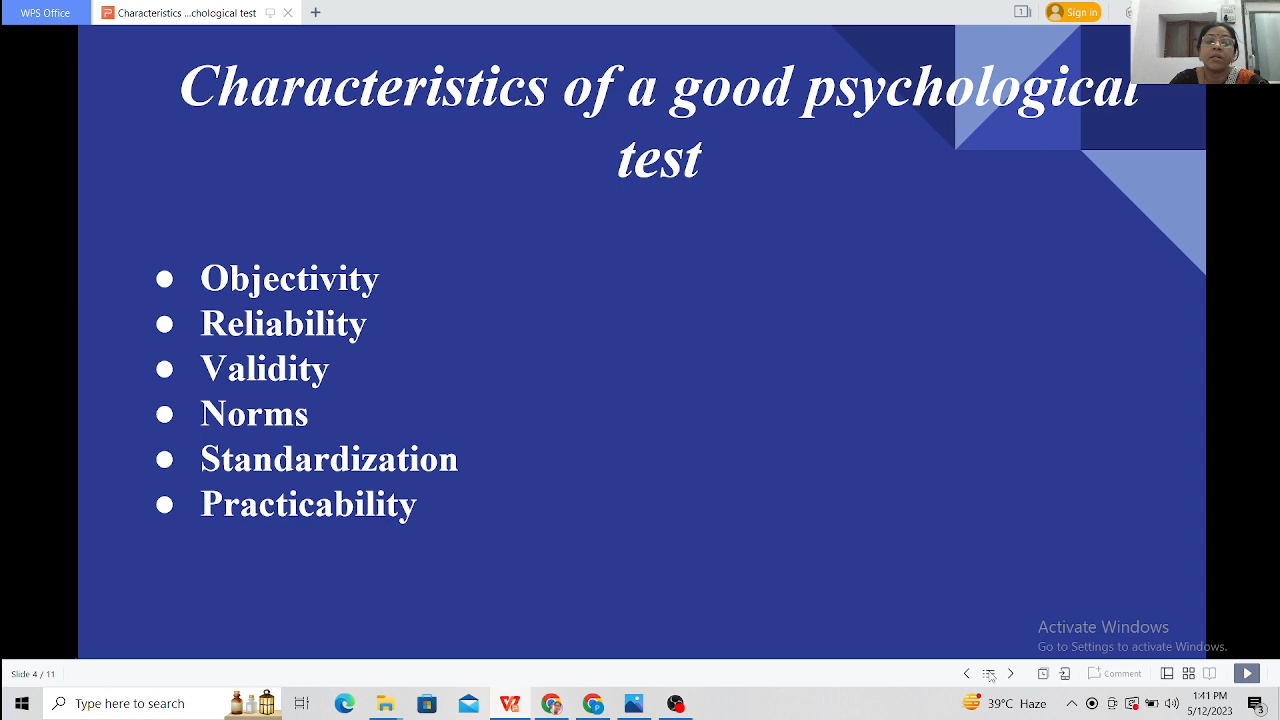 WPS Office
Characteristics ...chological test
1
Sign in
Characteristics of a good psychological
test
● Objectivity
● Reliability
● Validity
● Norms
● Standardization
● Practicability
Activate Windows
Go to Settings to activate Windows.
Slide 4 / 11
Comment
Type here to search
39°C Haze
1:41 PM
5/12/2023
3